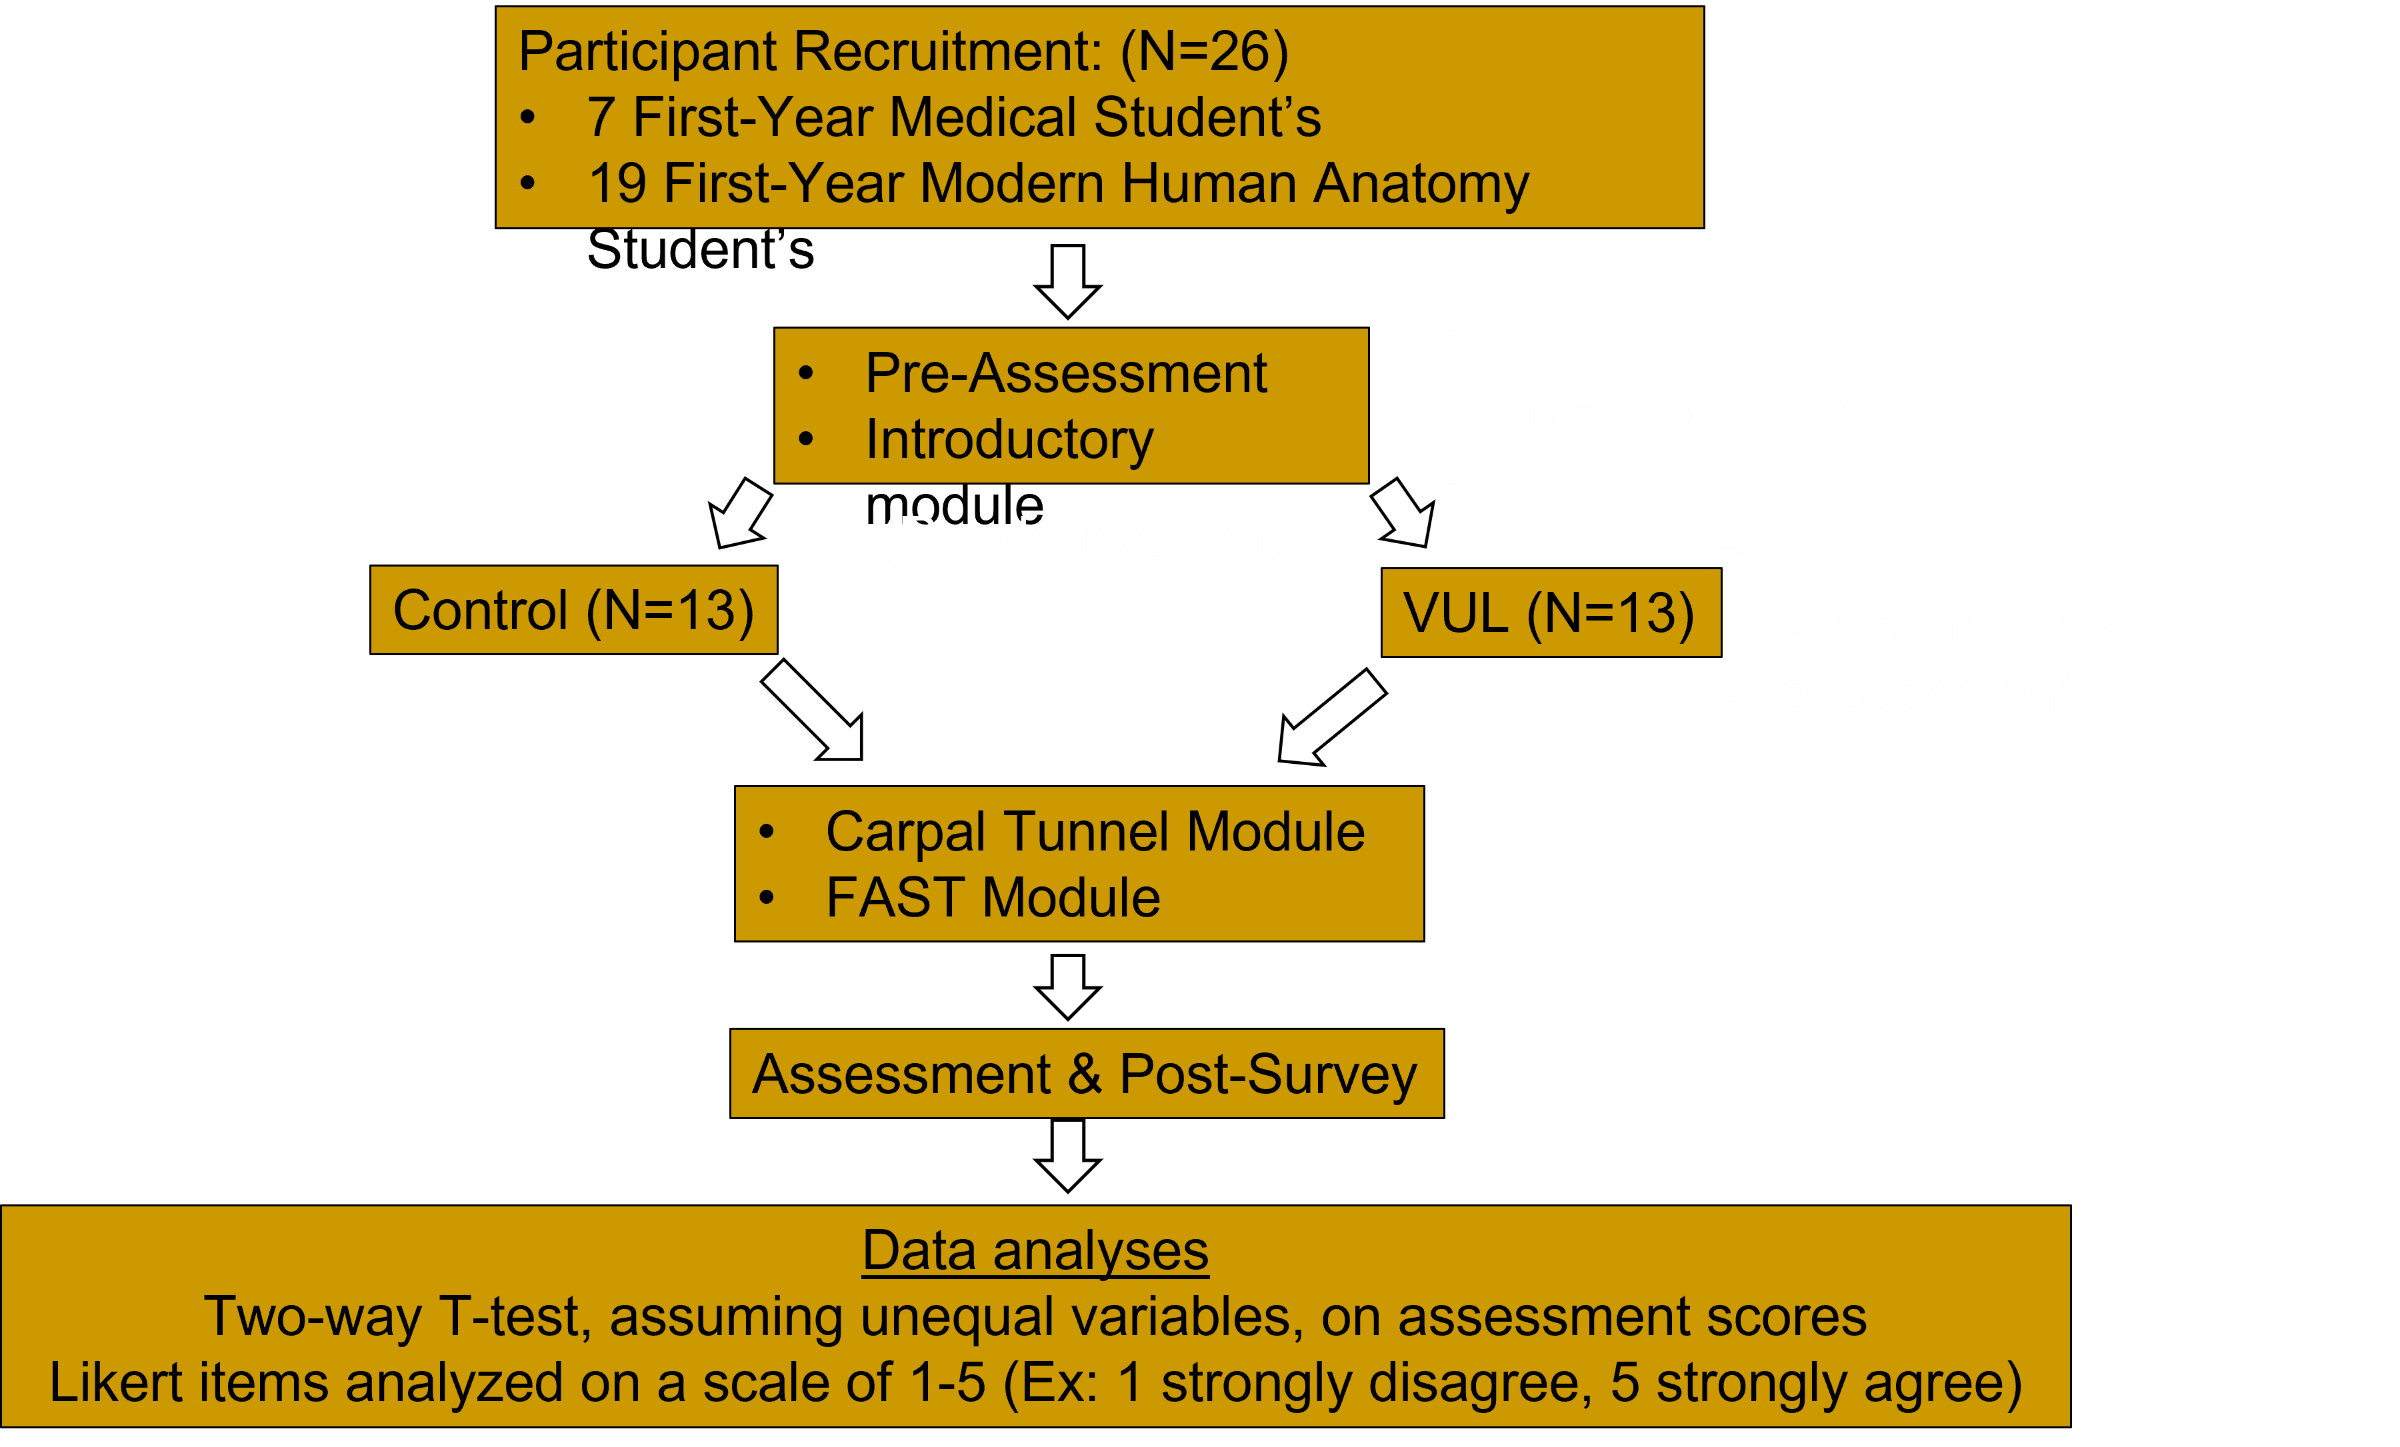 Participant Recruitment: (N=26)
• 7 First-Year Medical Student’s
• 19 First-Year Modern Human Anatomy
Student’s
• Pre-Assessment
• Introductory
module
Control (N=13)
VUL (N=13)
• Carpal Tunnel Module
• FAST Module
Assessment & Post-Survey
Data analyses
Two-way T-test, assuming unequal variables, on assessment scores
Likert items analyzed on a scale of 1-5 (Ex: 1 strongly disagree, 5 strongly agree)